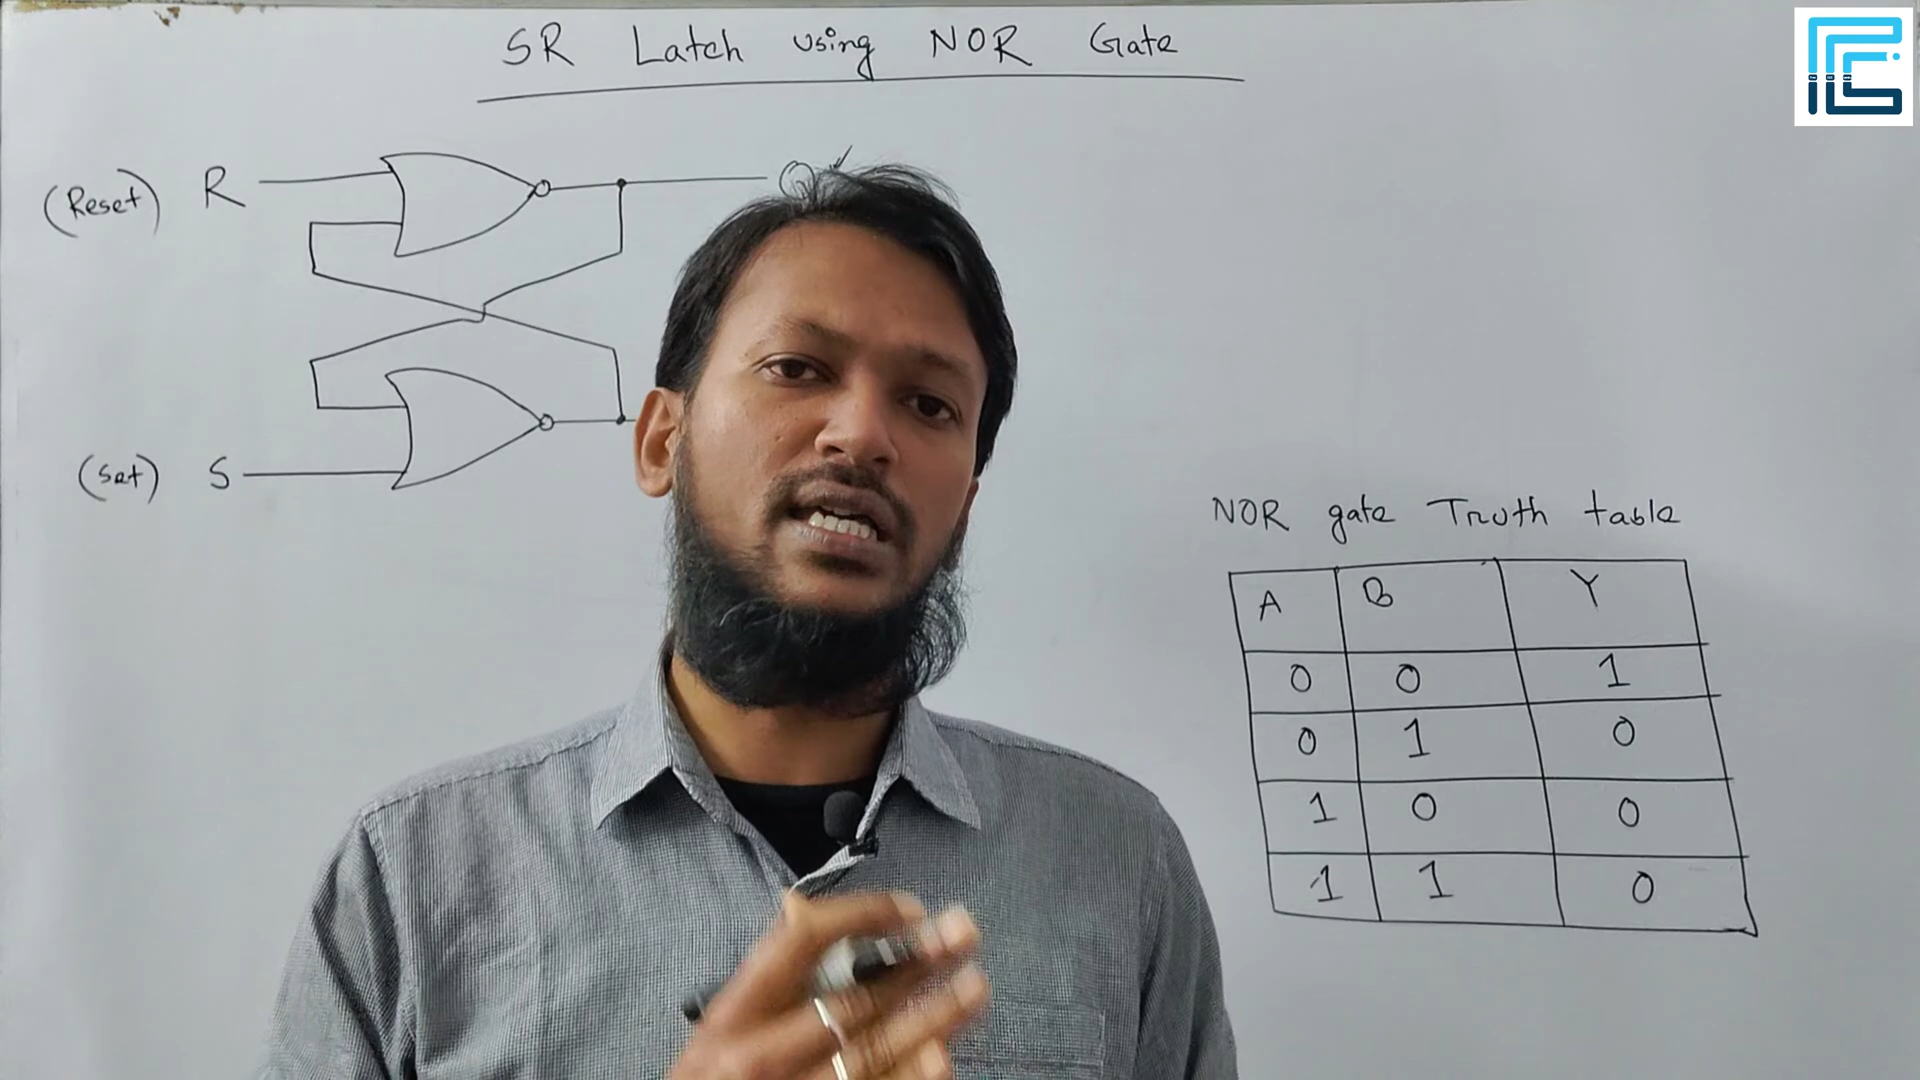 SR Latch using NOR Gate
(Reset) R
Q
(Set) S
NOR gate Truth table
A B Y
0 0 1
0 1 0
1 0 0
1 1 0